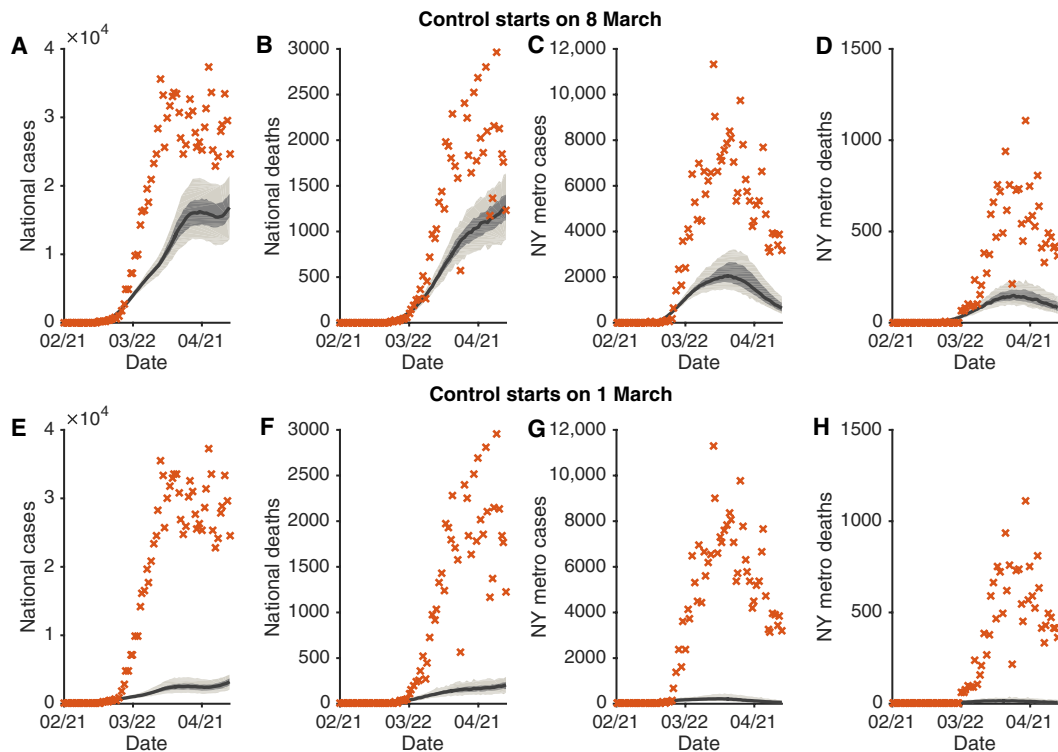 Control starts on 8 March
A
×10⁴
4
3
2
1
0
National cases
02/21
03/22
04/21
Date
B
3000
2500
2000
1500
1000
500
0
National deaths
02/21
03/22
04/21
Date
C
12,000
10,000
8000
6000
4000
2000
0
NY metro cases
02/21
03/22
04/21
Date
D
1500
1000
500
0
NY metro deaths
02/21
03/22
04/21
Date
Control starts on 1 March
E
×10⁴
4
3
2
1
0
National cases
02/21
03/22
04/21
Date
F
3000
2500
2000
1500
1000
500
0
National deaths
02/21
03/22
04/21
Date
G
12,000
10,000
8000
6000
4000
2000
0
NY metro cases
02/21
03/22
04/21
Date
H
1500
1000
500
0
NY metro deaths
02/21
03/22
04/21
Date